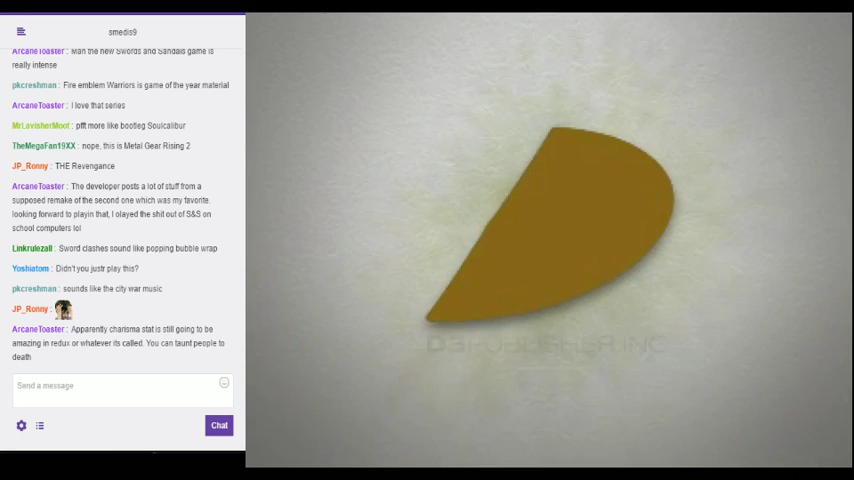 smedis9
ArcaneToaster : Man the new Swords and Sandals game is
really intense
pkcreshman : Fire emblem Warriors is game of the year material
ArcaneToaster : I love that series
MrLavisherMoot : pfft more like bootleg Soulcalibur
TheMegaFan19XX : nope, this is Metal Gear Rising 2
JP_Ronny : THE Revengance
ArcaneToaster : The developer posts a lot of stuff from a
supposed remake of the second one which was my favorite.
looking forward to playin that, I olayed the shit out of S&S on
school computers lol
Linkrulezall : Sword clashes sound like popping bubble wrap
Yoshiatom : Didn't you justr play this?
pkcreshman : sounds like the city war music
JP_Ronny :
ArcaneToaster : Apparently charisma stat is still going to be
amazing in redux or whatever its called. You can taunt people to
death
Send a message
Chat
D3PUBLISHER INC